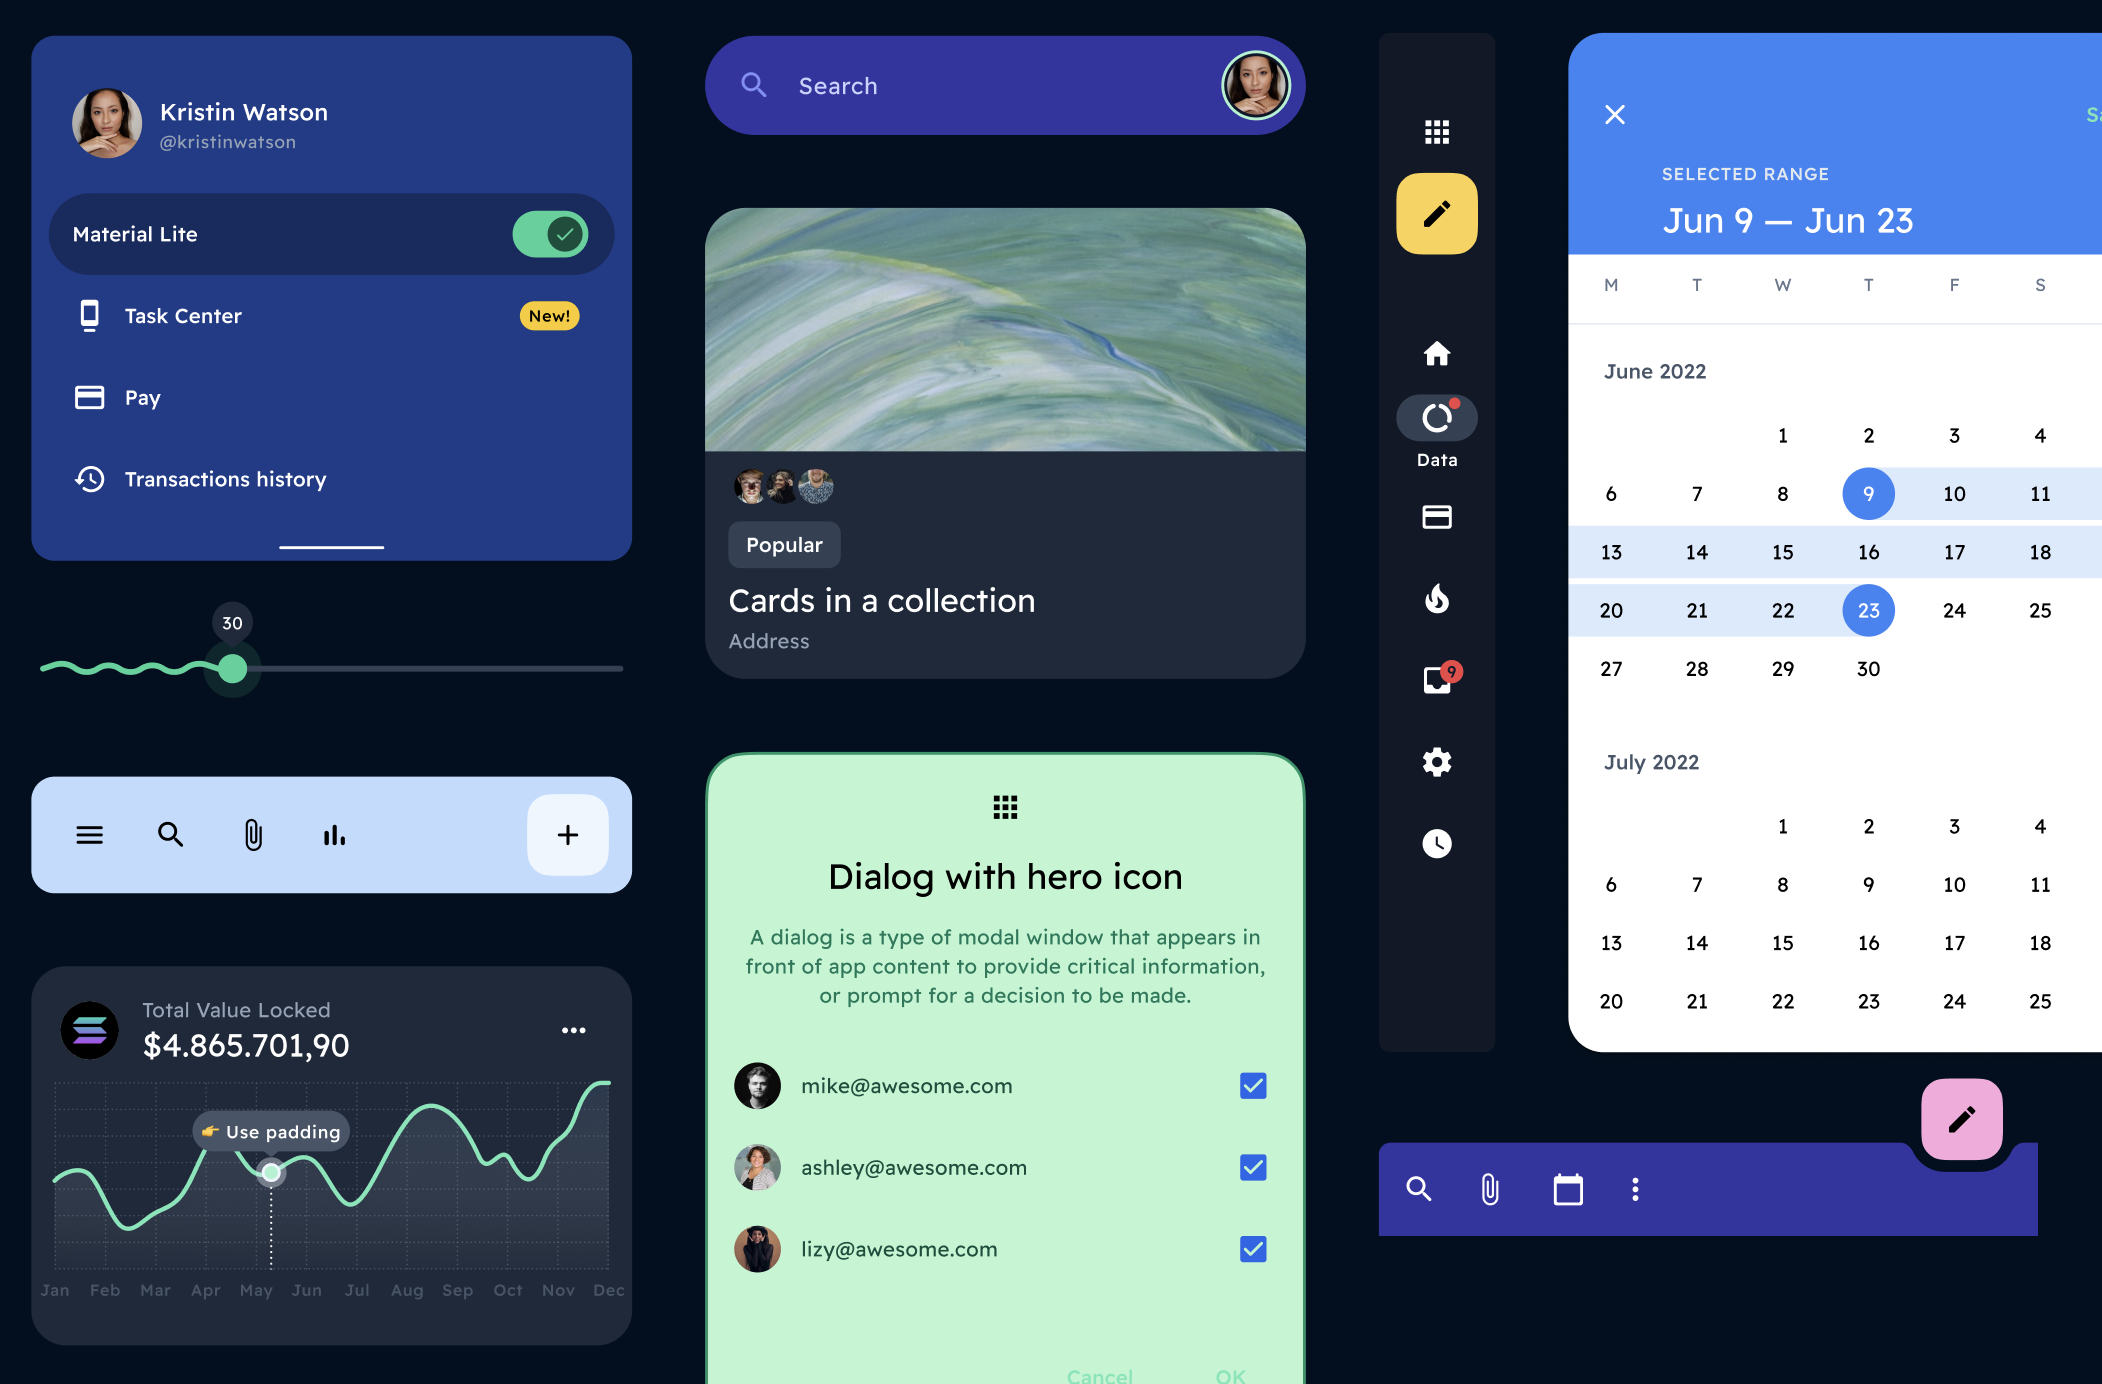 Kristin Watson
@kristinwatson
Material Lite
Task Center
New!
Pay
Transactions history
30
Total Value Locked
$4.865.701,90
👉 Use padding
Jan Feb Mar Apr May Jun Jul Aug Sep Oct Nov Dec
Search
Popular
Cards in a collection
Address
Dialog with hero icon
A dialog is a type of modal window that appears in
front of app content to provide critical information,
or prompt for a decision to be made.
mike@awesome.com
ashley@awesome.com
lizy@awesome.com
Cancel OK
Data
9
Sa
SELECTED RANGE
Jun 9 — Jun 23
M T W T F S
June 2022
1 2 3 4
6 7 8 9 10 11
13 14 15 16 17 18
20 21 22 23 24 25
27 28 29 30
July 2022
1 2 3 4
6 7 8 9 10 11
13 14 15 16 17 18
20 21 22 23 24 25